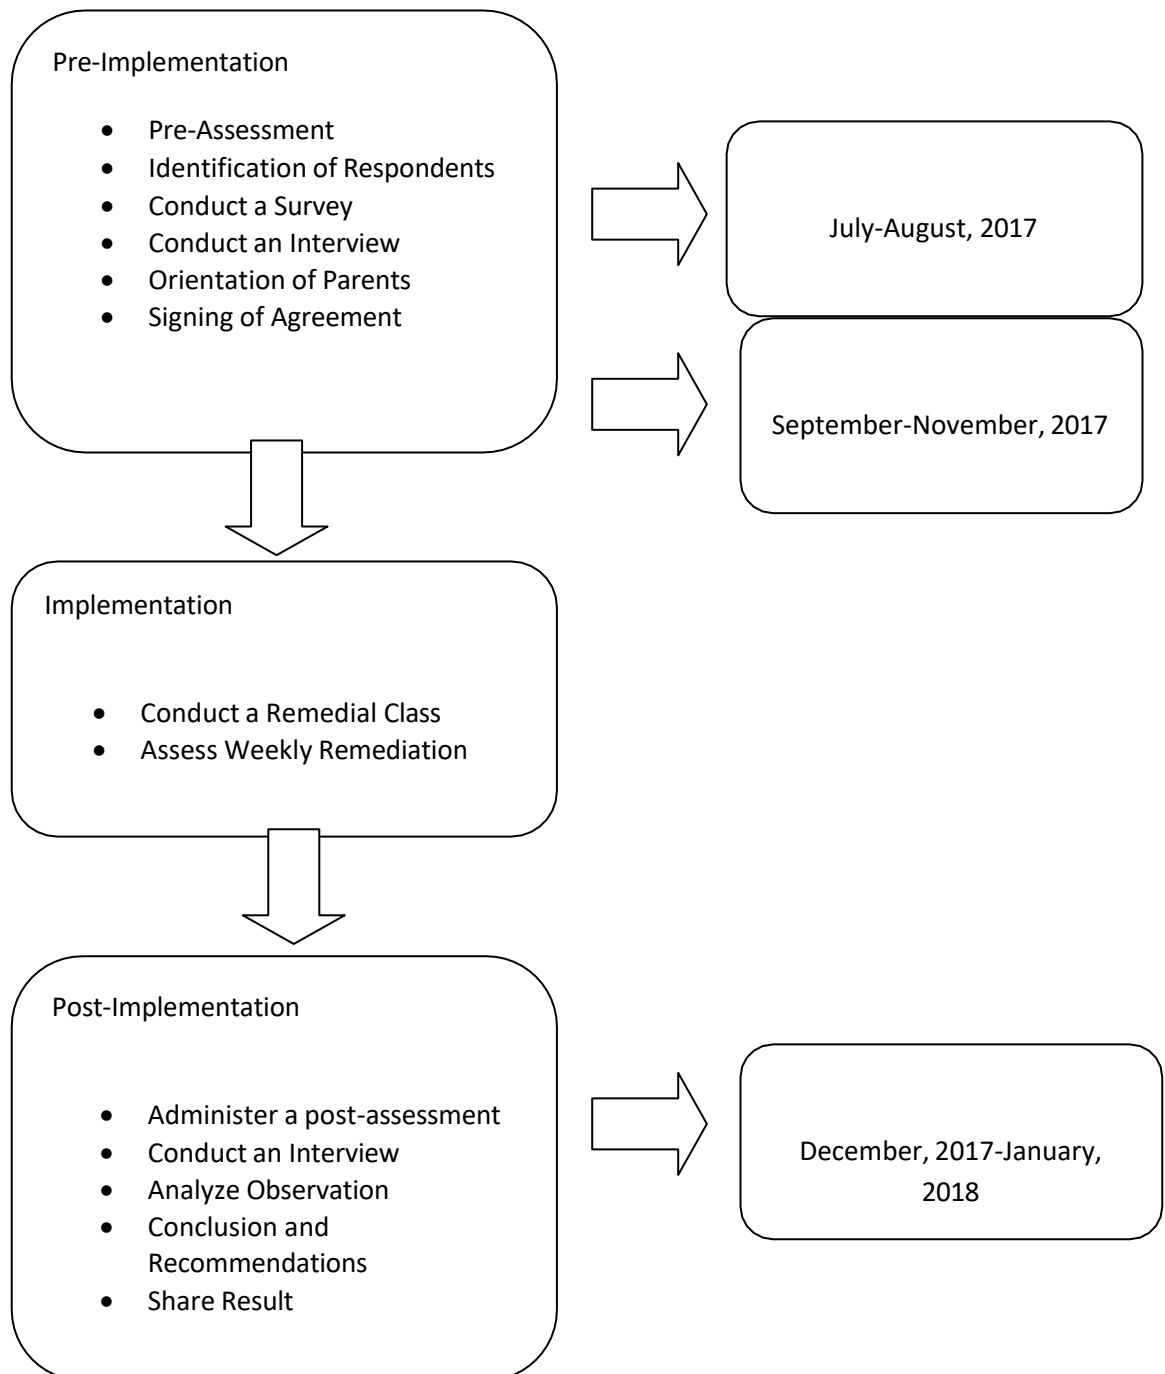 Pre-Implementation
• Pre-Assessment
• Identification of Respondents
• Conduct a Survey
• Conduct an Interview
• Orientation of Parents
• Signing of Agreement
July-August, 2017
September-November, 2017
Implementation
• Conduct a Remedial Class
• Assess Weekly Remediation
Post-Implementation
• Administer a post-assessment
• Conduct an Interview
• Analyze Observation
• Conclusion and
Recommendations
• Share Result
December, 2017-January,
2018